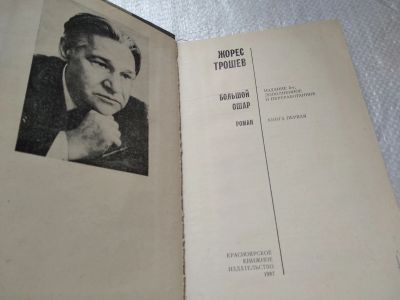 ЖОРЕС
ТРОШЕВ
БОЛЬШОЙ
ОШАР
РОМАН
ИЗДАНИЕ 2-е,
ДОПОЛНЕННОЕ
И ПЕРЕРАБОТАННОЕ
КНИГА ПЕРВАЯ
КРАСНОЯРСКОЕ
КНИЖНОЕ
ИЗДАТЕЛЬСТВО
1987